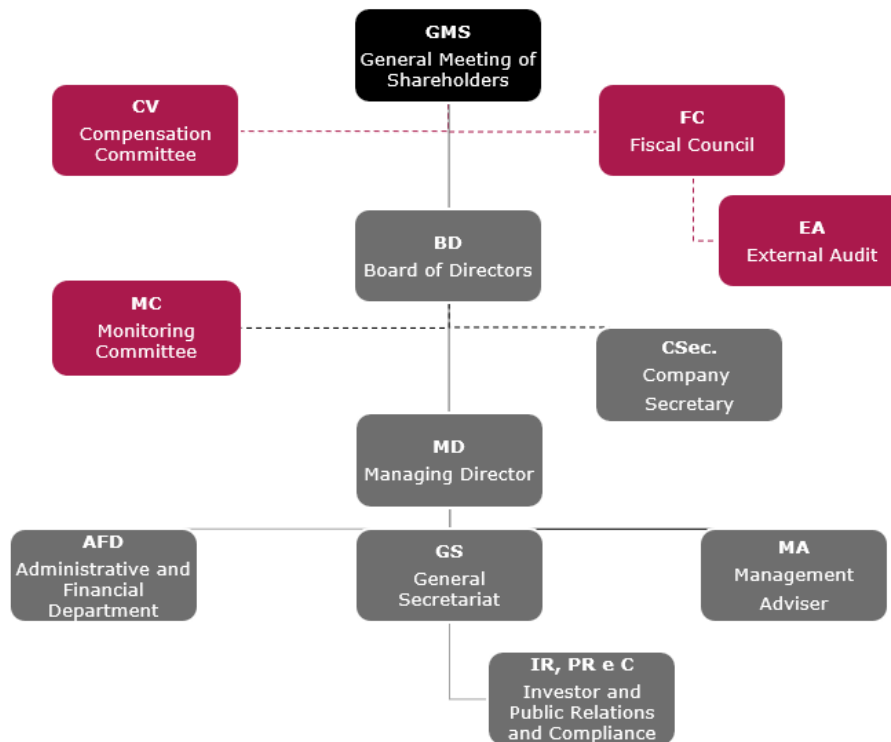 GMS
General Meeting of
Shareholders
CV
Compensation
Committee
FC
Fiscal Council
EA
External Audit
BD
Board of Directors
MC
Monitoring
Committee
CSec.
Company
Secretary
MD
Managing Director
AFD
Administrative and
Financial
Department
GS
General
Secretariat
MA
Management
Adviser
IR, PR e C
Investor and
Public Relations
and Compliance